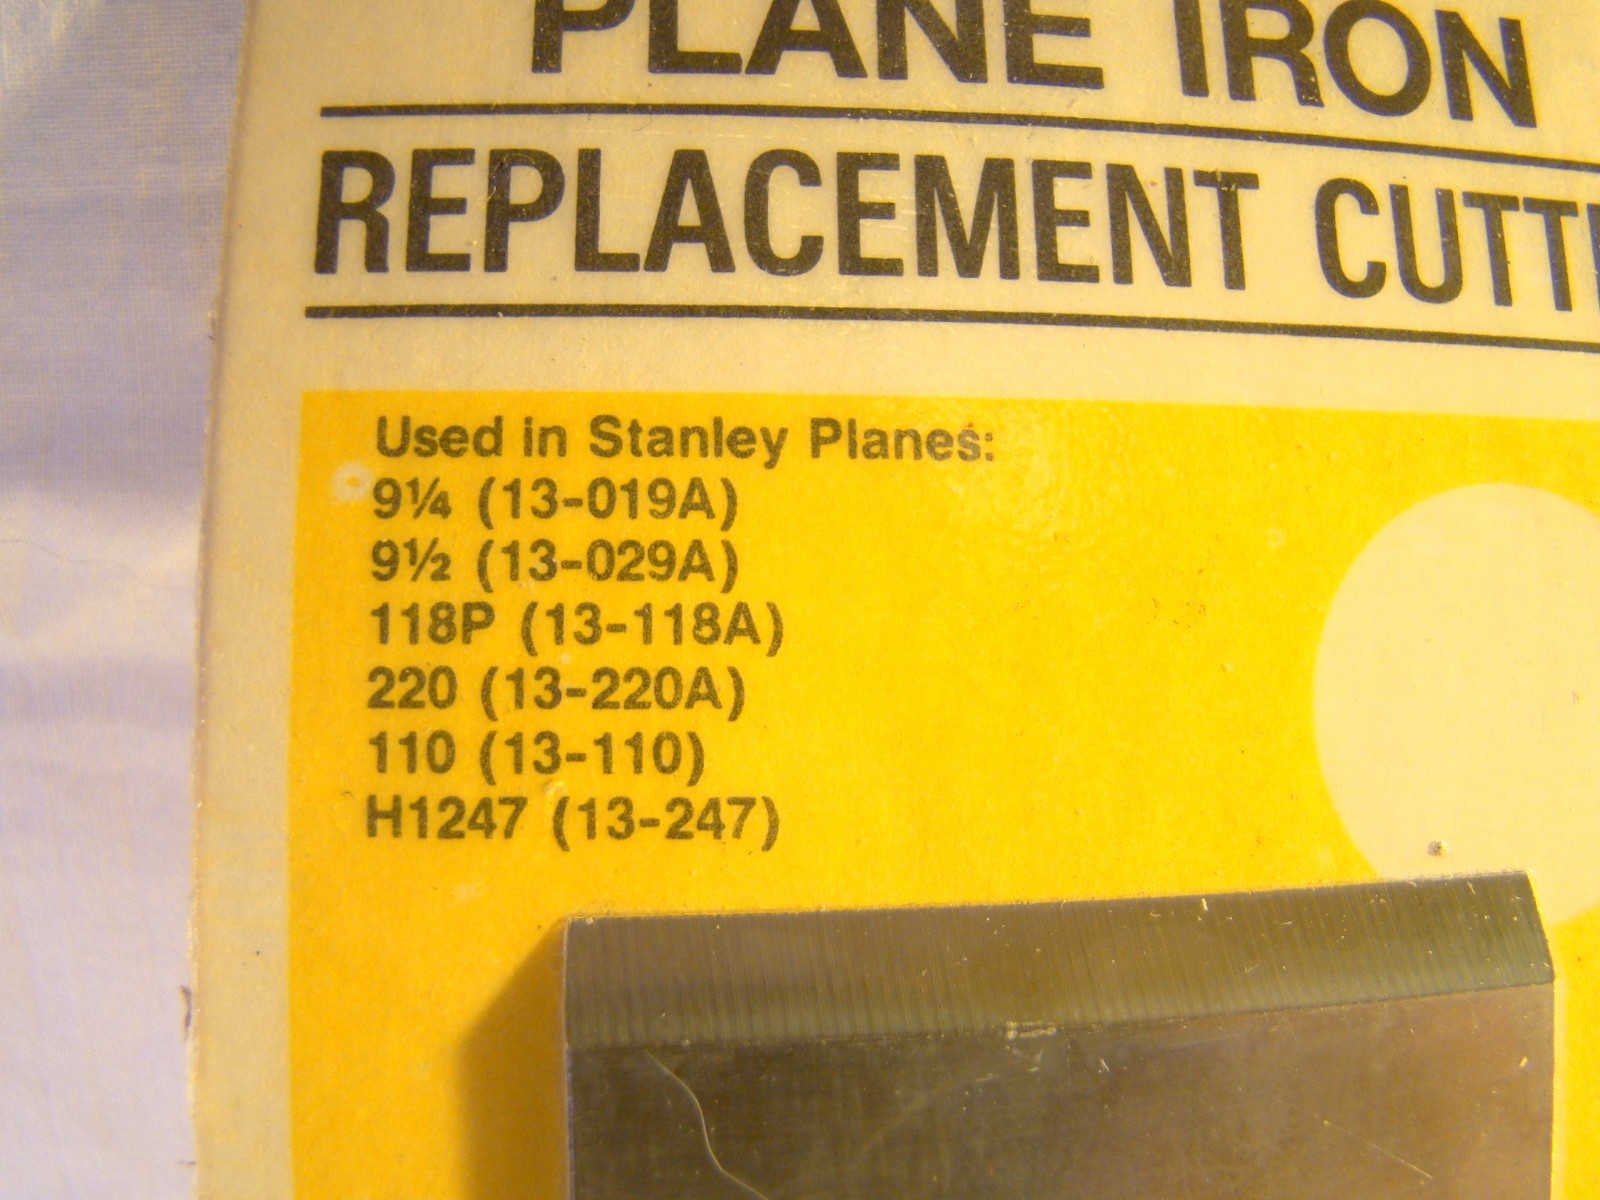 PLANE IRON
REPLACEMENT
Used in Stanley Planes:
9¼ (13-019A)
9½ (13-029A)
118P (13-118A)
220 (13-220A)
110 (13-110)
H1247 (13-247)